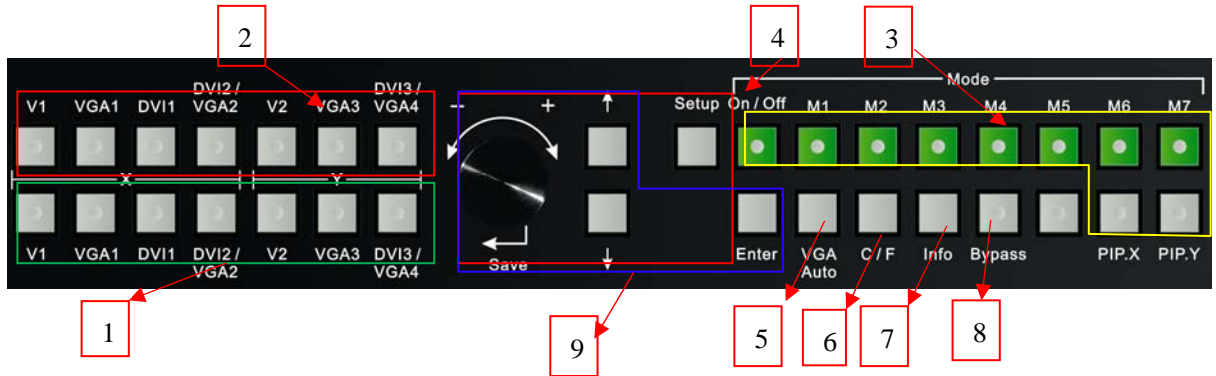 2
4
3
Mode
V1 VGA1 DVI1 DVI2 / VGA2 V2 VGA3 DVI3 / VGA4
− + ↑ Setup On / Off M1 M2 M3 M4 M5 M6 M7
X Y
V1 VGA1 DVI1 DVI2 / VGA2 V2 VGA3 DVI3 / VGA4
Save ↓ Enter VGA Auto C / F Info Bypass PIP.X PIP.Y
1
9
5
6
7
8